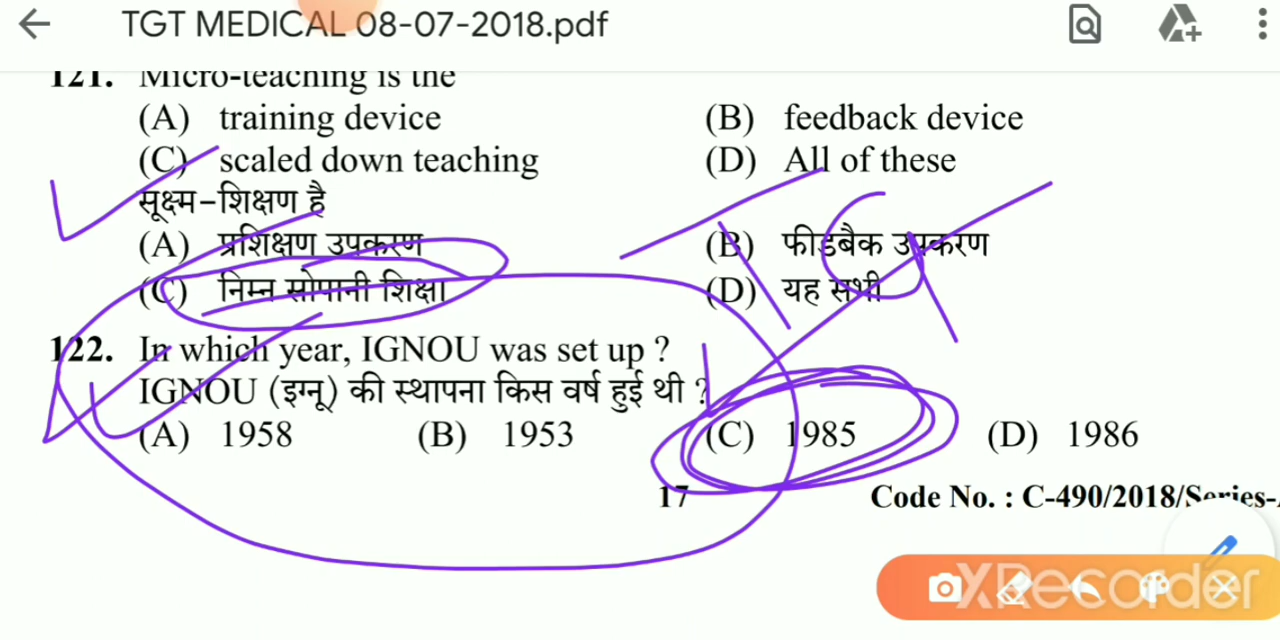 TGT MEDICAL 08-07-2018.pdf
121. Micro-teaching is the
(A) training device (B) feedback device
(C) scaled down teaching (D) All of these
सूक्ष्म-शिक्षण है
(A) प्रशिक्षण उपकरण (B) फीडबैक उपकरण
(C) निम्न सोपानी शिक्षा (D) यह सभी
122. In which year, IGNOU was set up ?
IGNOU (इग्नू) की स्थापना किस वर्ष हुई थी ?
(A) 1958 (B) 1953 (C) 1985 (D) 1986
17 Code No. : C-490/2018/Series-
XRecorder